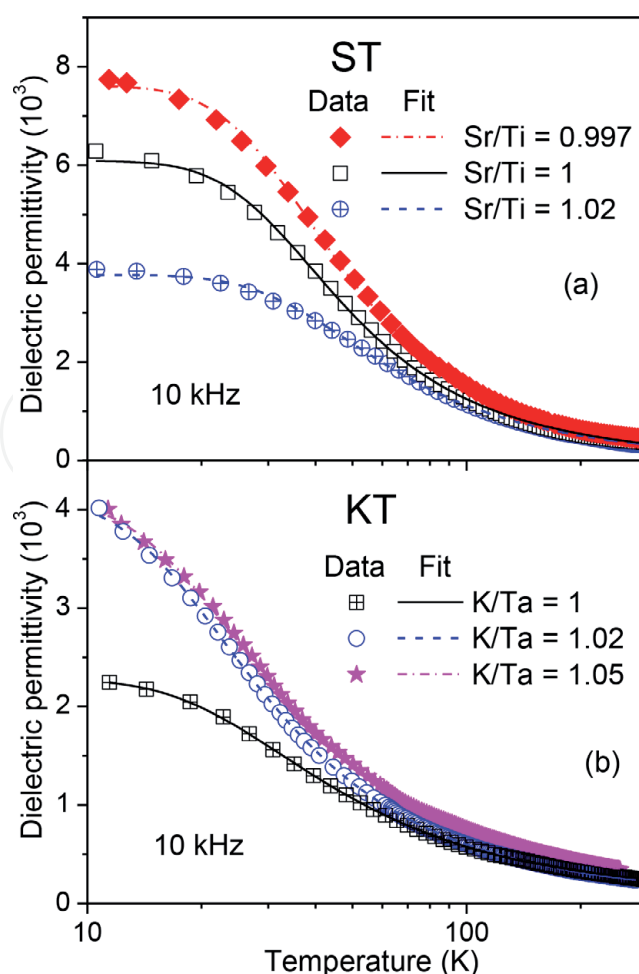 ST
Data Fit
Sr/Ti = 0.997
Sr/Ti = 1
Sr/Ti = 1.02
(a)
10 kHz
Dielectric permittivity (10³)
8
6
4
2
0
KT
Data Fit
K/Ta = 1
K/Ta = 1.02
K/Ta = 1.05
(b)
10 kHz
Dielectric permittivity (10³)
4
3
2
1
0
10 100
Temperature (K)